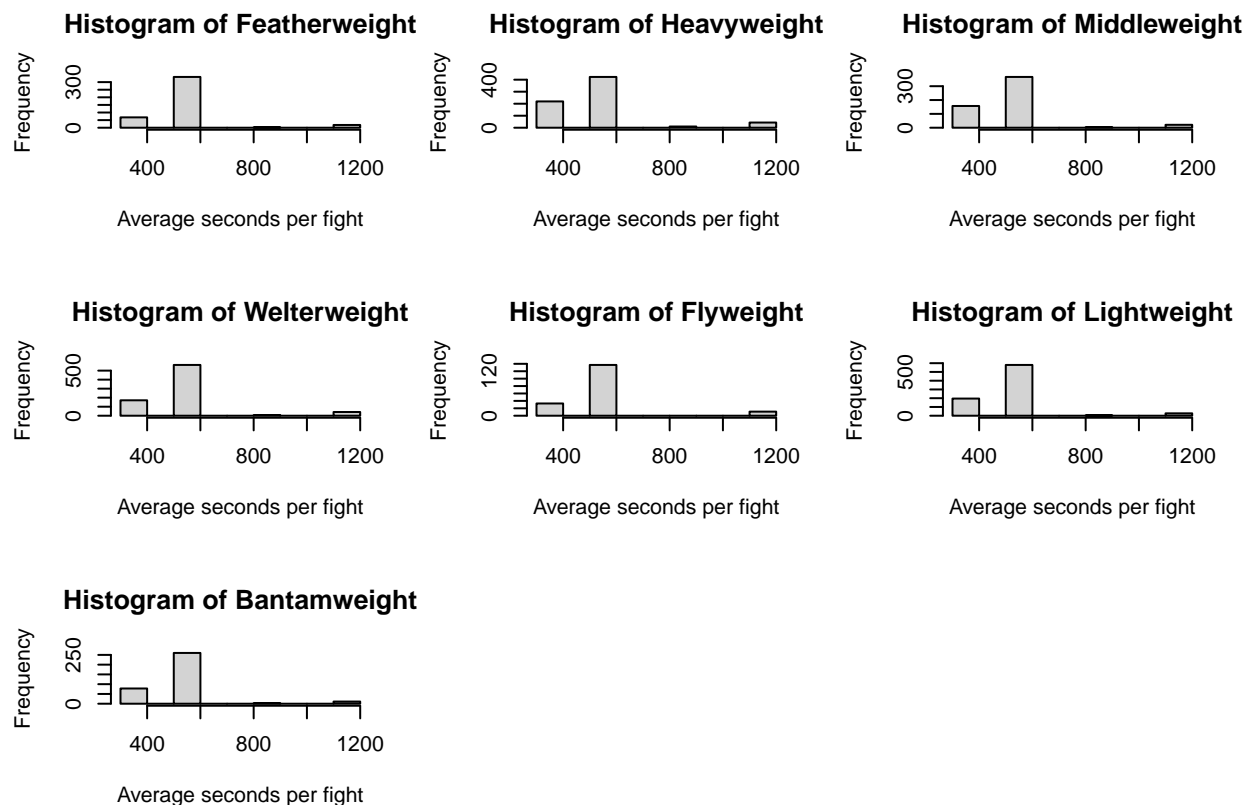 Histogram of Featherweight
Frequency
0 300
400 800 1200
Average seconds per fight
Histogram of Heavyweight
Frequency
0 400
400 800 1200
Average seconds per fight
Histogram of Middleweight
Frequency
0 300
400 800 1200
Average seconds per fight
Histogram of Welterweight
Frequency
0 500
400 800 1200
Average seconds per fight
Histogram of Flyweight
Frequency
0 120
400 800 1200
Average seconds per fight
Histogram of Lightweight
Frequency
0 500
400 800 1200
Average seconds per fight
Histogram of Bantamweight
Frequency
0 250
400 800 1200
Average seconds per fight